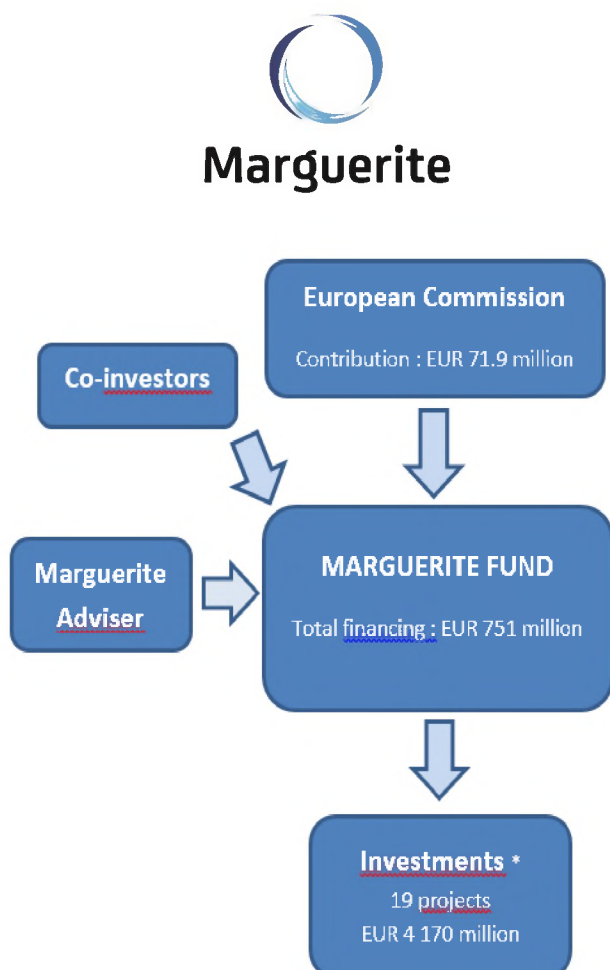 Marguerite
European Commission
Contribution : EUR 71.9 million
Co-investors
Marguerite
Adviser
MARGUERITE FUND
Total financing : EUR 751 million
Investments *
19 projects
EUR 4 170 million